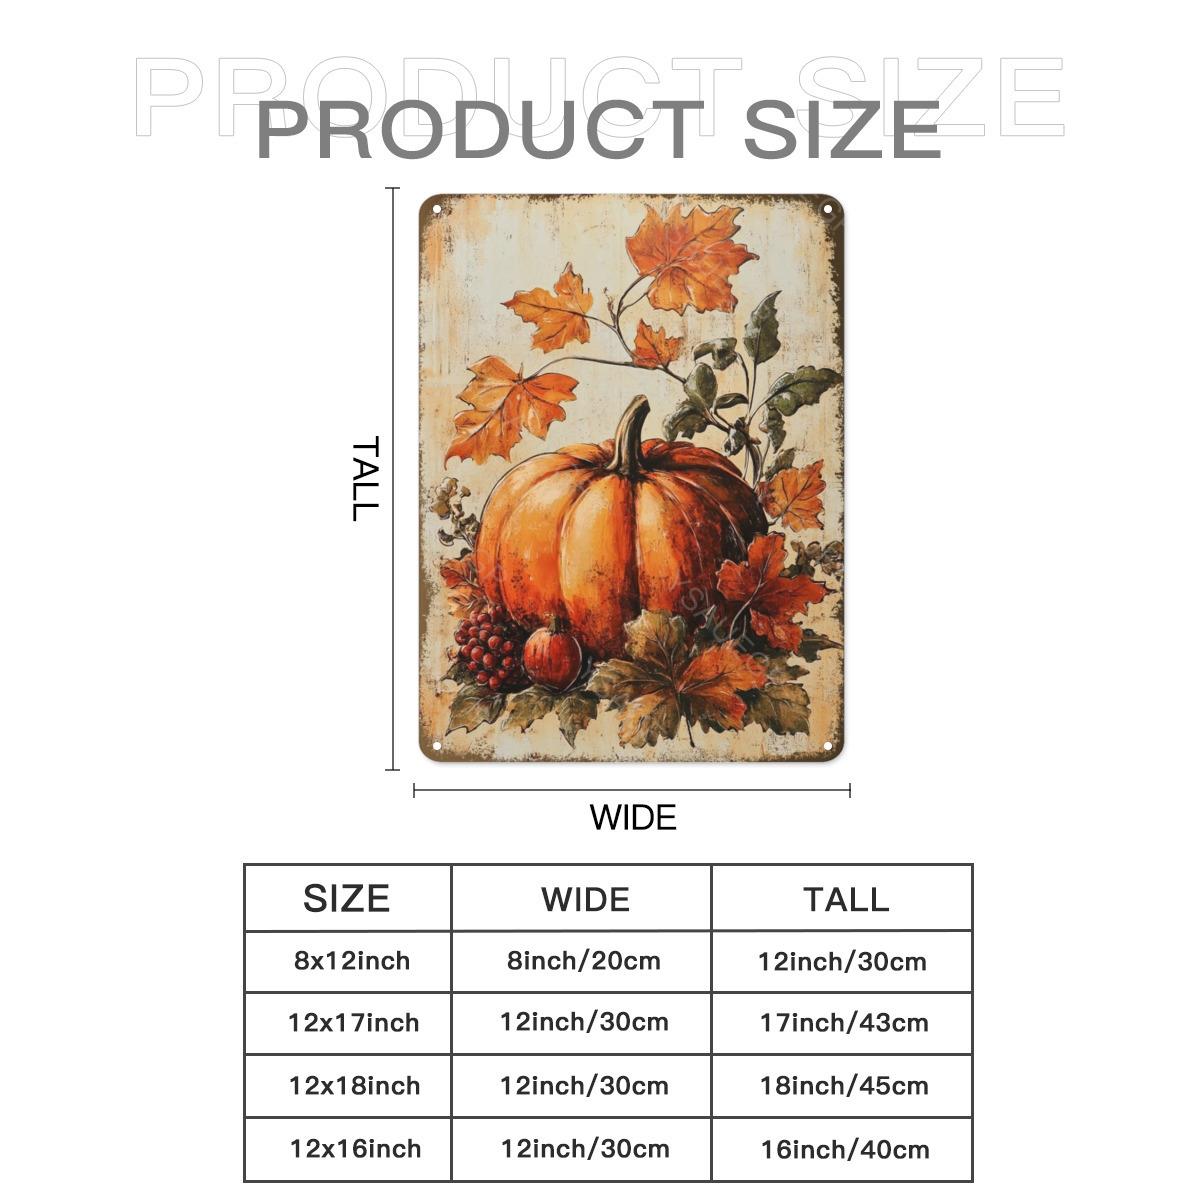 PRODUCT SIZE
PRODUCT SIZE
TALL
WIDE
SIZE WIDE TALL
8x12inch 8inch/20cm 12inch/30cm
12x17inch 12inch/30cm 17inch/43cm
12x18inch 12inch/30cm 18inch/45cm
12x16inch 12inch/30cm 16inch/40cm